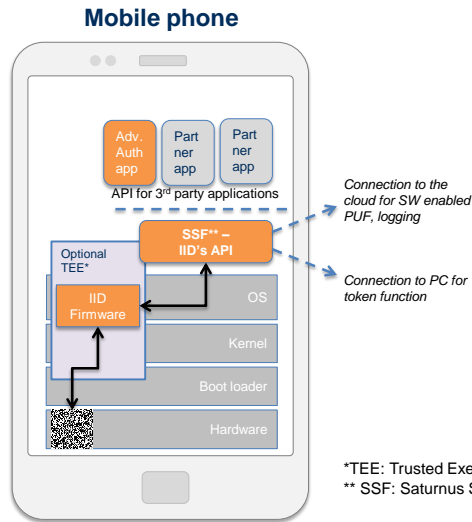 Mobile phone
Adv.
Auth
app
Part
ner
app
Part
ner
app
API for 3rd party applications
Connection to the
cloud for SW enabled
PUF, logging
SSF** –
IID's API
Optional
TEE*
Connection to PC for
token function
IID
Firmware
OS
Kernel
Boot loader
Hardware
*TEE: Trusted Exe
** SSF: Saturnus S